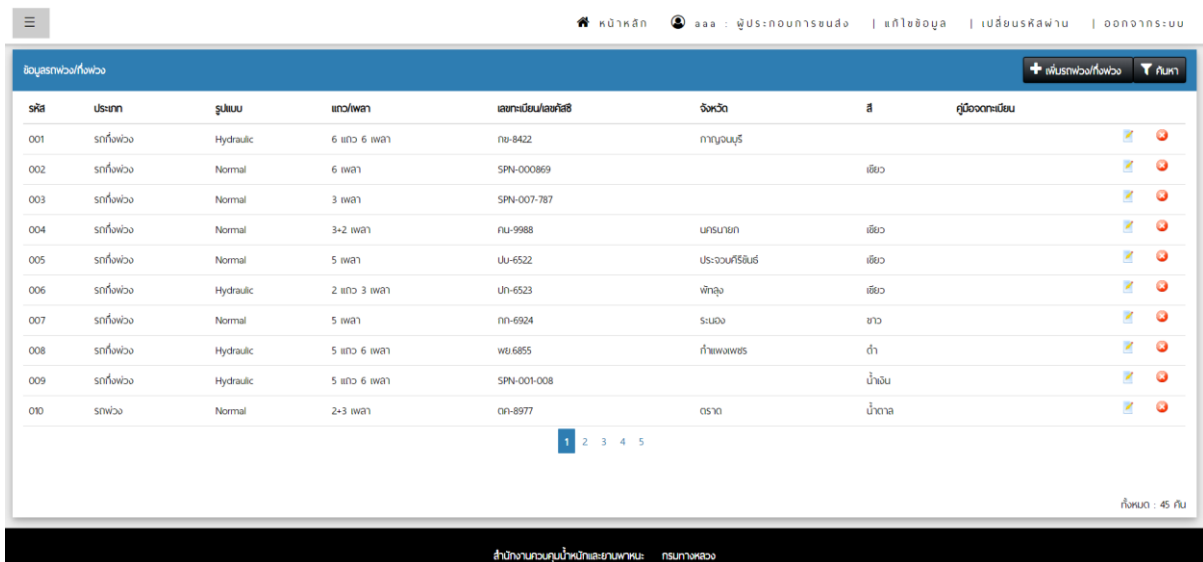 หน้าหลัก aaa : ผู้ประกอบการขนส่ง | แก้ไขข้อมูล | เปลี่ยนรหัสผ่าน | ออกจากระบบ
ข้อมูลรถพ่วง/กึ่งพ่วง เพิ่มรถพ่วง/กึ่งพ่วง ค้นหา
รหัส ประเภท รูปแบบ แถว/เพลา เลขทะเบียน/เลขคัสซี จังหวัด สี คู่มือจดทะเบียน
001 รถกึ่งพ่วง Hydraulic 6 แถว 6 เพลา กข-8422 กาญจนบุรี
002 รถกึ่งพ่วง Normal 6 เพลา SPN-000869 เขียว
003 รถกึ่งพ่วง Normal 3 เพลา SPN-007-787
004 รถกึ่งพ่วง Normal 3+2 เพลา คน-9988 นครนายก เขียว
005 รถกึ่งพ่วง Normal 5 เพลา ปบ-6522 ประจวบคีรีขันธ์ เขียว
006 รถกึ่งพ่วง Hydraulic 2 แถว 3 เพลา ปก-6523 พัทลุง เขียว
007 รถกึ่งพ่วง Normal 5 เพลา กก-6924 ระนอง ขาว
008 รถกึ่งพ่วง Hydraulic 5 แถว 6 เพลา พย.6855 กำแพงเพชร ดำ
009 รถกึ่งพ่วง Hydraulic 5 แถว 6 เพลา SPN-001-008 น้ำเงิน
010 รถพ่วง Normal 2+3 เพลา ตค-8977 ตราด น้ำตาล
1 2 3 4 5
ทั้งหมด : 45 คัน
สำนักงานควบคุมน้ำหนักและยานพาหนะ กรมทางหลวง